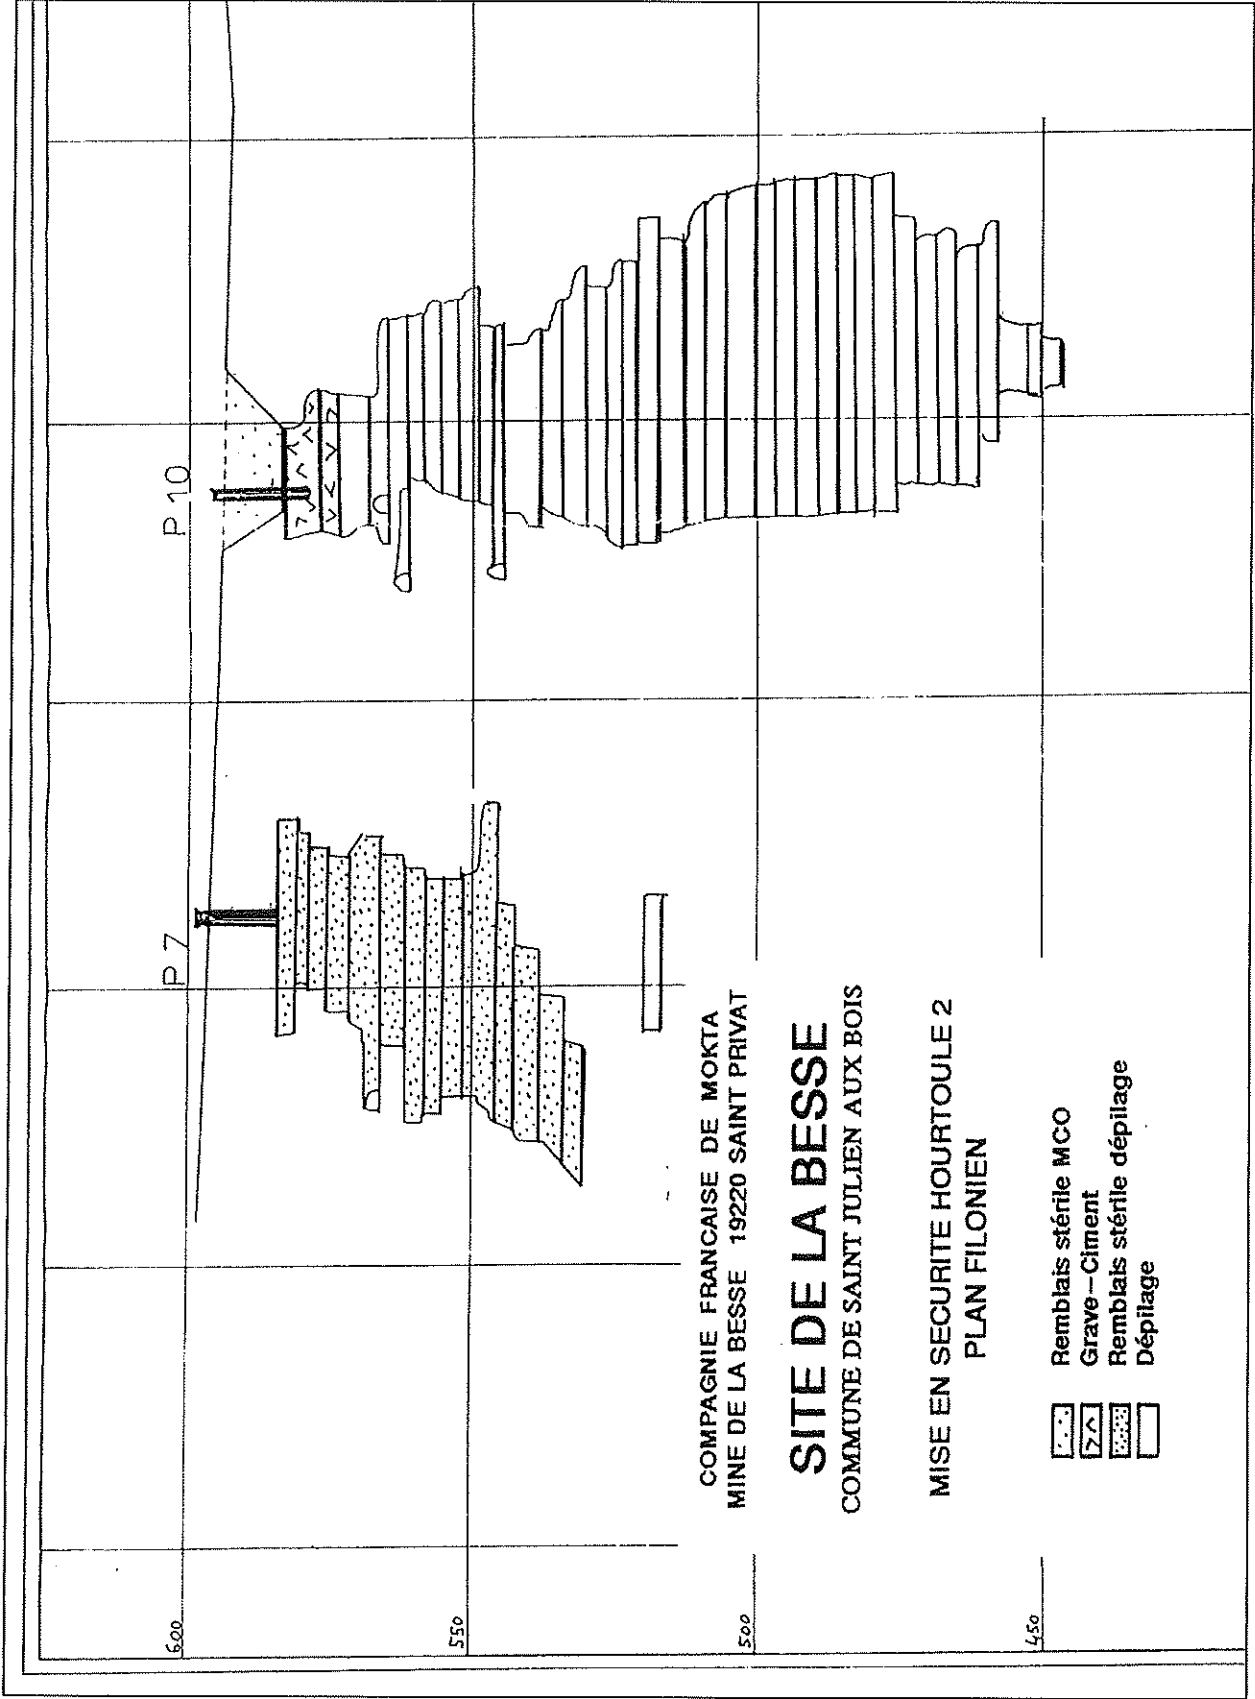 P 7
P 10
600
550
500
450
COMPAGNIE FRANCAISE DE MOKTA
MINE DE LA BESSE 19220 SAINT PRIVAT
SITE DE LA BESSE
COMMUNE DE SAINT JULIEN AUX BOIS
MISE EN SECURITE HOURTOULE 2
PLAN FILONIEN
Remblais stérile MCO
Grave-Ciment
Remblais stérile dépilage
Dépilage